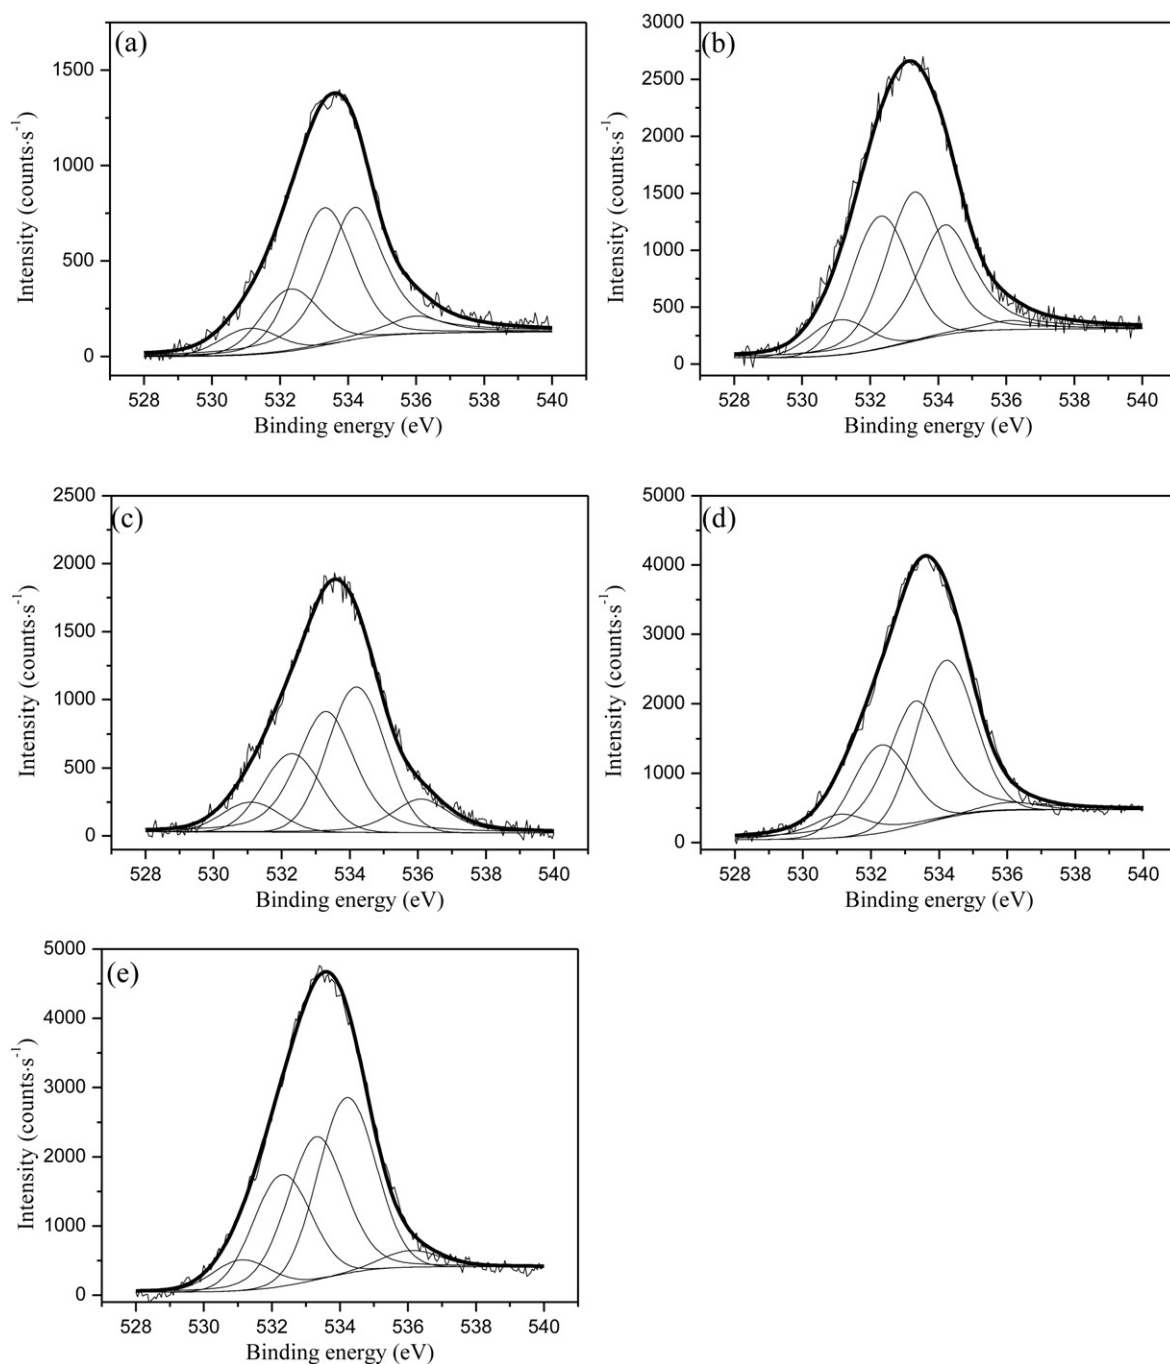 (a)
1500
1000
500
0
Intensity (counts·s⁻¹)
528 530 532 534 536 538 540
Binding energy (eV)
(b)
3000
2500
2000
1500
1000
500
0
Intensity (counts·s⁻¹)
528 530 532 534 536 538 540
Binding energy (eV)
(c)
2500
2000
1500
1000
500
0
Intensity (counts·s⁻¹)
528 530 532 534 536 538 540
Binding energy (eV)
(d)
5000
4000
3000
2000
1000
0
Intensity (counts·s⁻¹)
528 530 532 534 536 538 540
Binding energy (eV)
(e)
5000
4000
3000
2000
1000
0
Intensity (counts·s⁻¹)
528 530 532 534 536 538 540
Binding energy (eV)